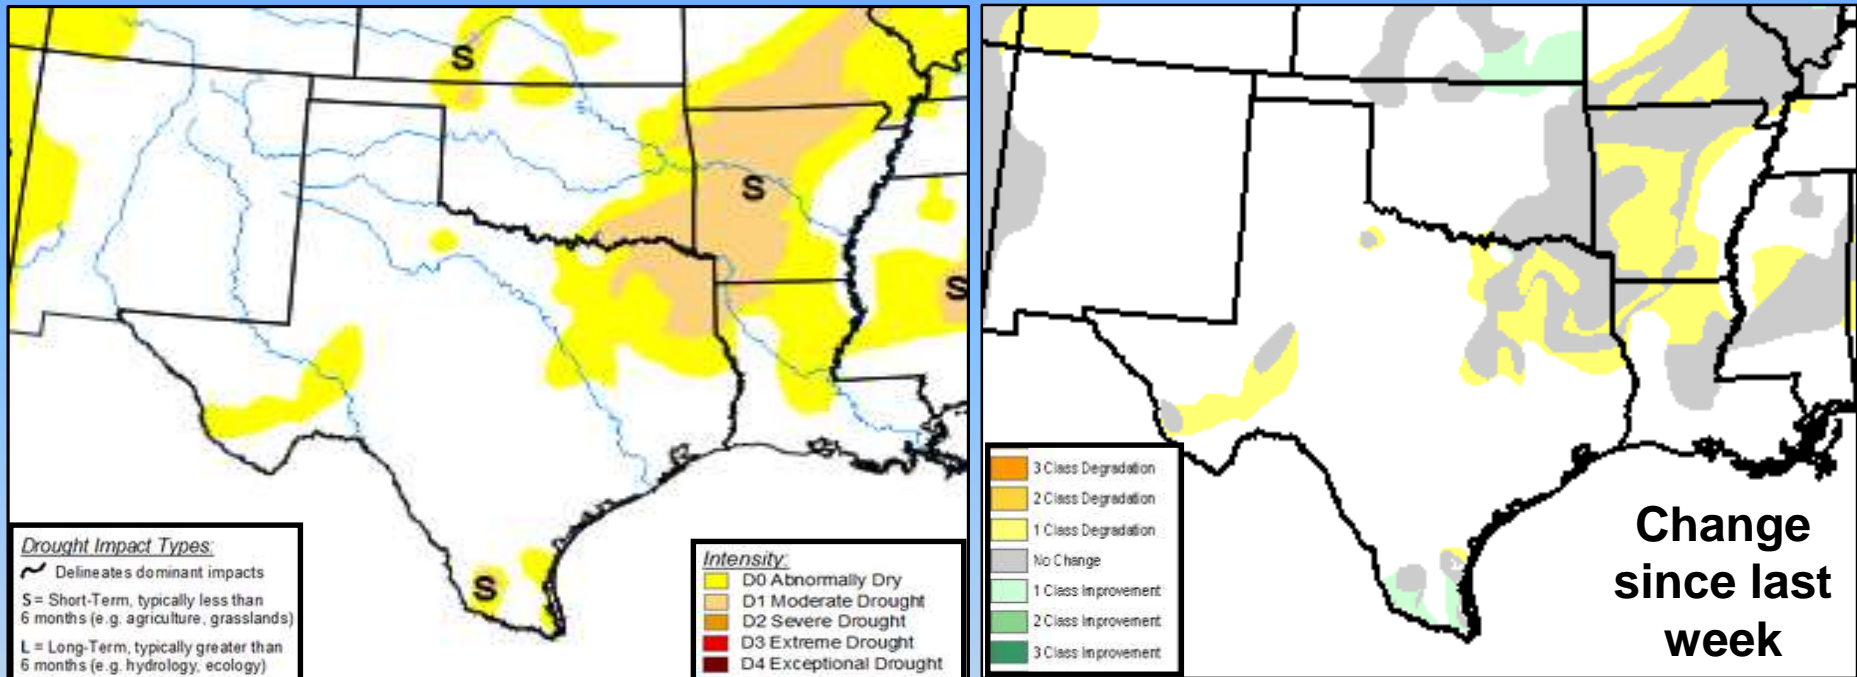 S
S
S
S
Drought Impact Types:
Delineates dominant impacts
S = Short-Term, typically less than
6 months (e.g. agriculture, grasslands)
L = Long-Term, typically greater than
6 months (e.g. hydrology, ecology)
Intensity:
D0 Abnormally Dry
D1 Moderate Drought
D2 Severe Drought
D3 Extreme Drought
D4 Exceptional Drought
3 Class Degradation
2 Class Degradation
1 Class Degradation
No Change
1 Class Improvement
2 Class Improvement
3 Class Improvement
Change
since last
week